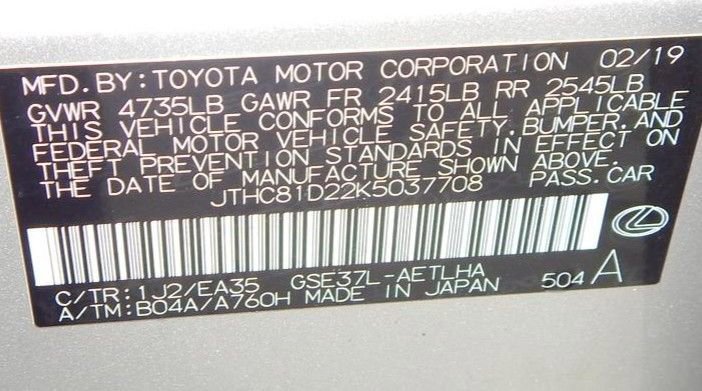 MFD. BY: TOYOTA MOTOR CORPORATION 02/19
GVWR 4735LB GAWR FR 2415LB RR 2545LB
THIS VEHICLE CONFORMS TO ALL APPLICABLE
FEDERAL MOTOR VEHICLE SAFETY, BUMPER, AND
THEFT PREVENTION STANDARDS IN EFFECT ON
THE DATE OF MANUFACTURE SHOWN ABOVE.
JTHC81D22K5037708 PASS. CAR
C/TR: 1J2/EA35 GSE37L-AETLHA
A/TM: B04A/A760H MADE IN JAPAN 504 A